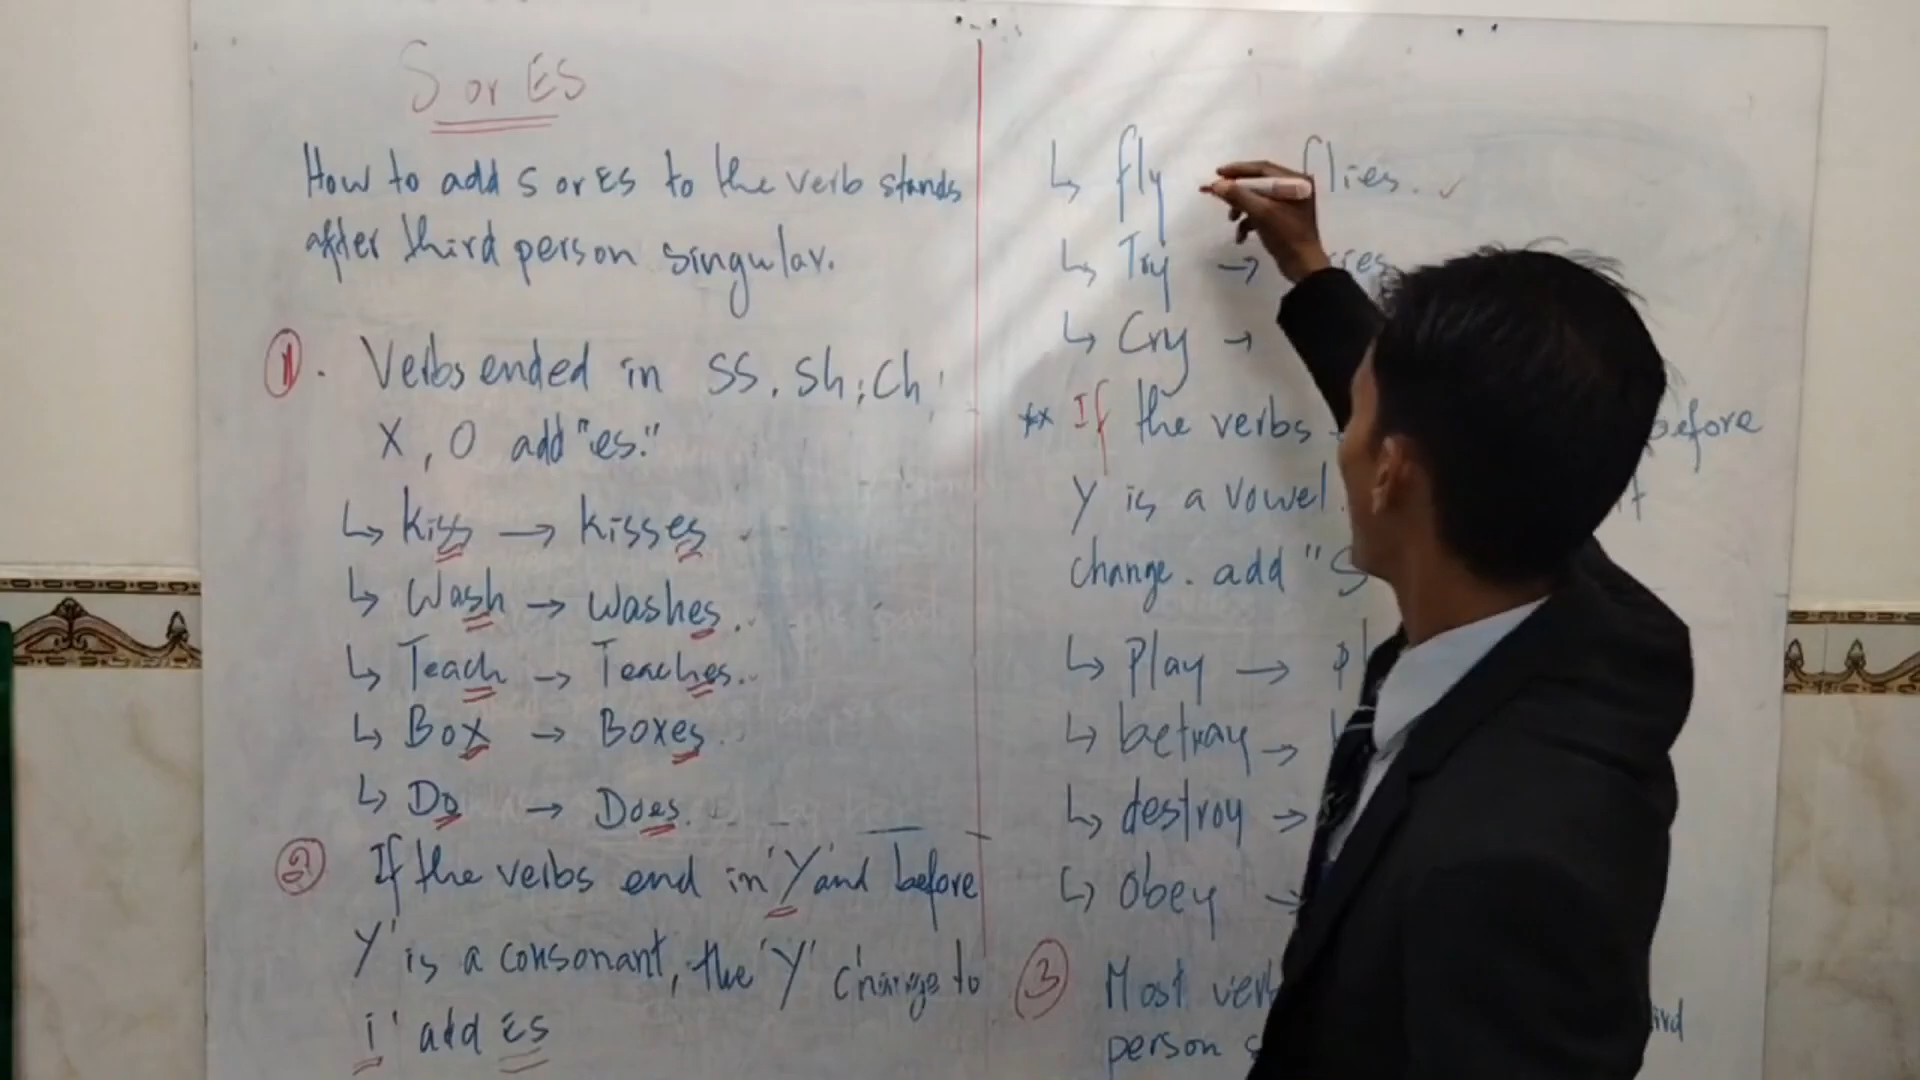 S or ES
How to add S or ES to the verb stands
after third person singular.
1. Verbs ended in SS, Sh, Ch,
X, O add "es."
↳ Kiss → Kisses
↳ Wash → Washes.
↳ Teach → Teaches.
↳ Box → Boxes.
↳ Do → Does.
2 If the verbs end in 'Y' and before
Y' is a consonant, the 'Y' change to
i' add ES
↳ fly flies. ✓
↳ Try →
↳ Cry →
** If the verbs before
Y is a vowel.
change. add "S
↳ Play →
↳ betray →
↳ destroy →
↳ Obey →
3 Most
person